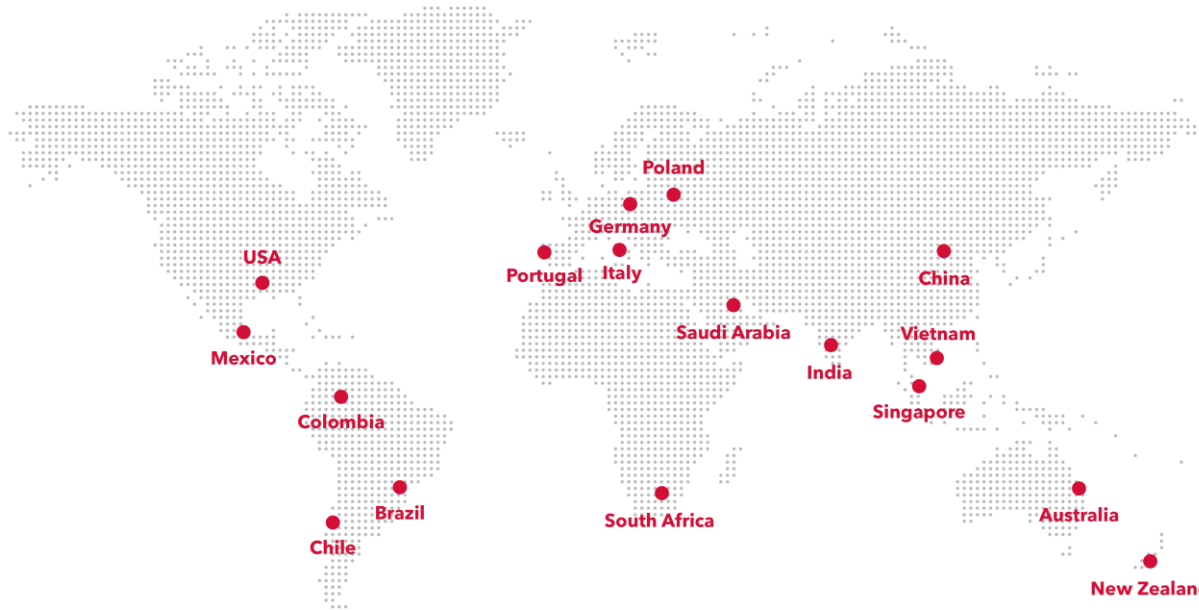 Poland
Germany
USA
Portugal
Italy
China
Saudi Arabia
Vietnam
Mexico
India
Singapore
Colombia
Brazil
South Africa
Australia
Chile
New Zealan